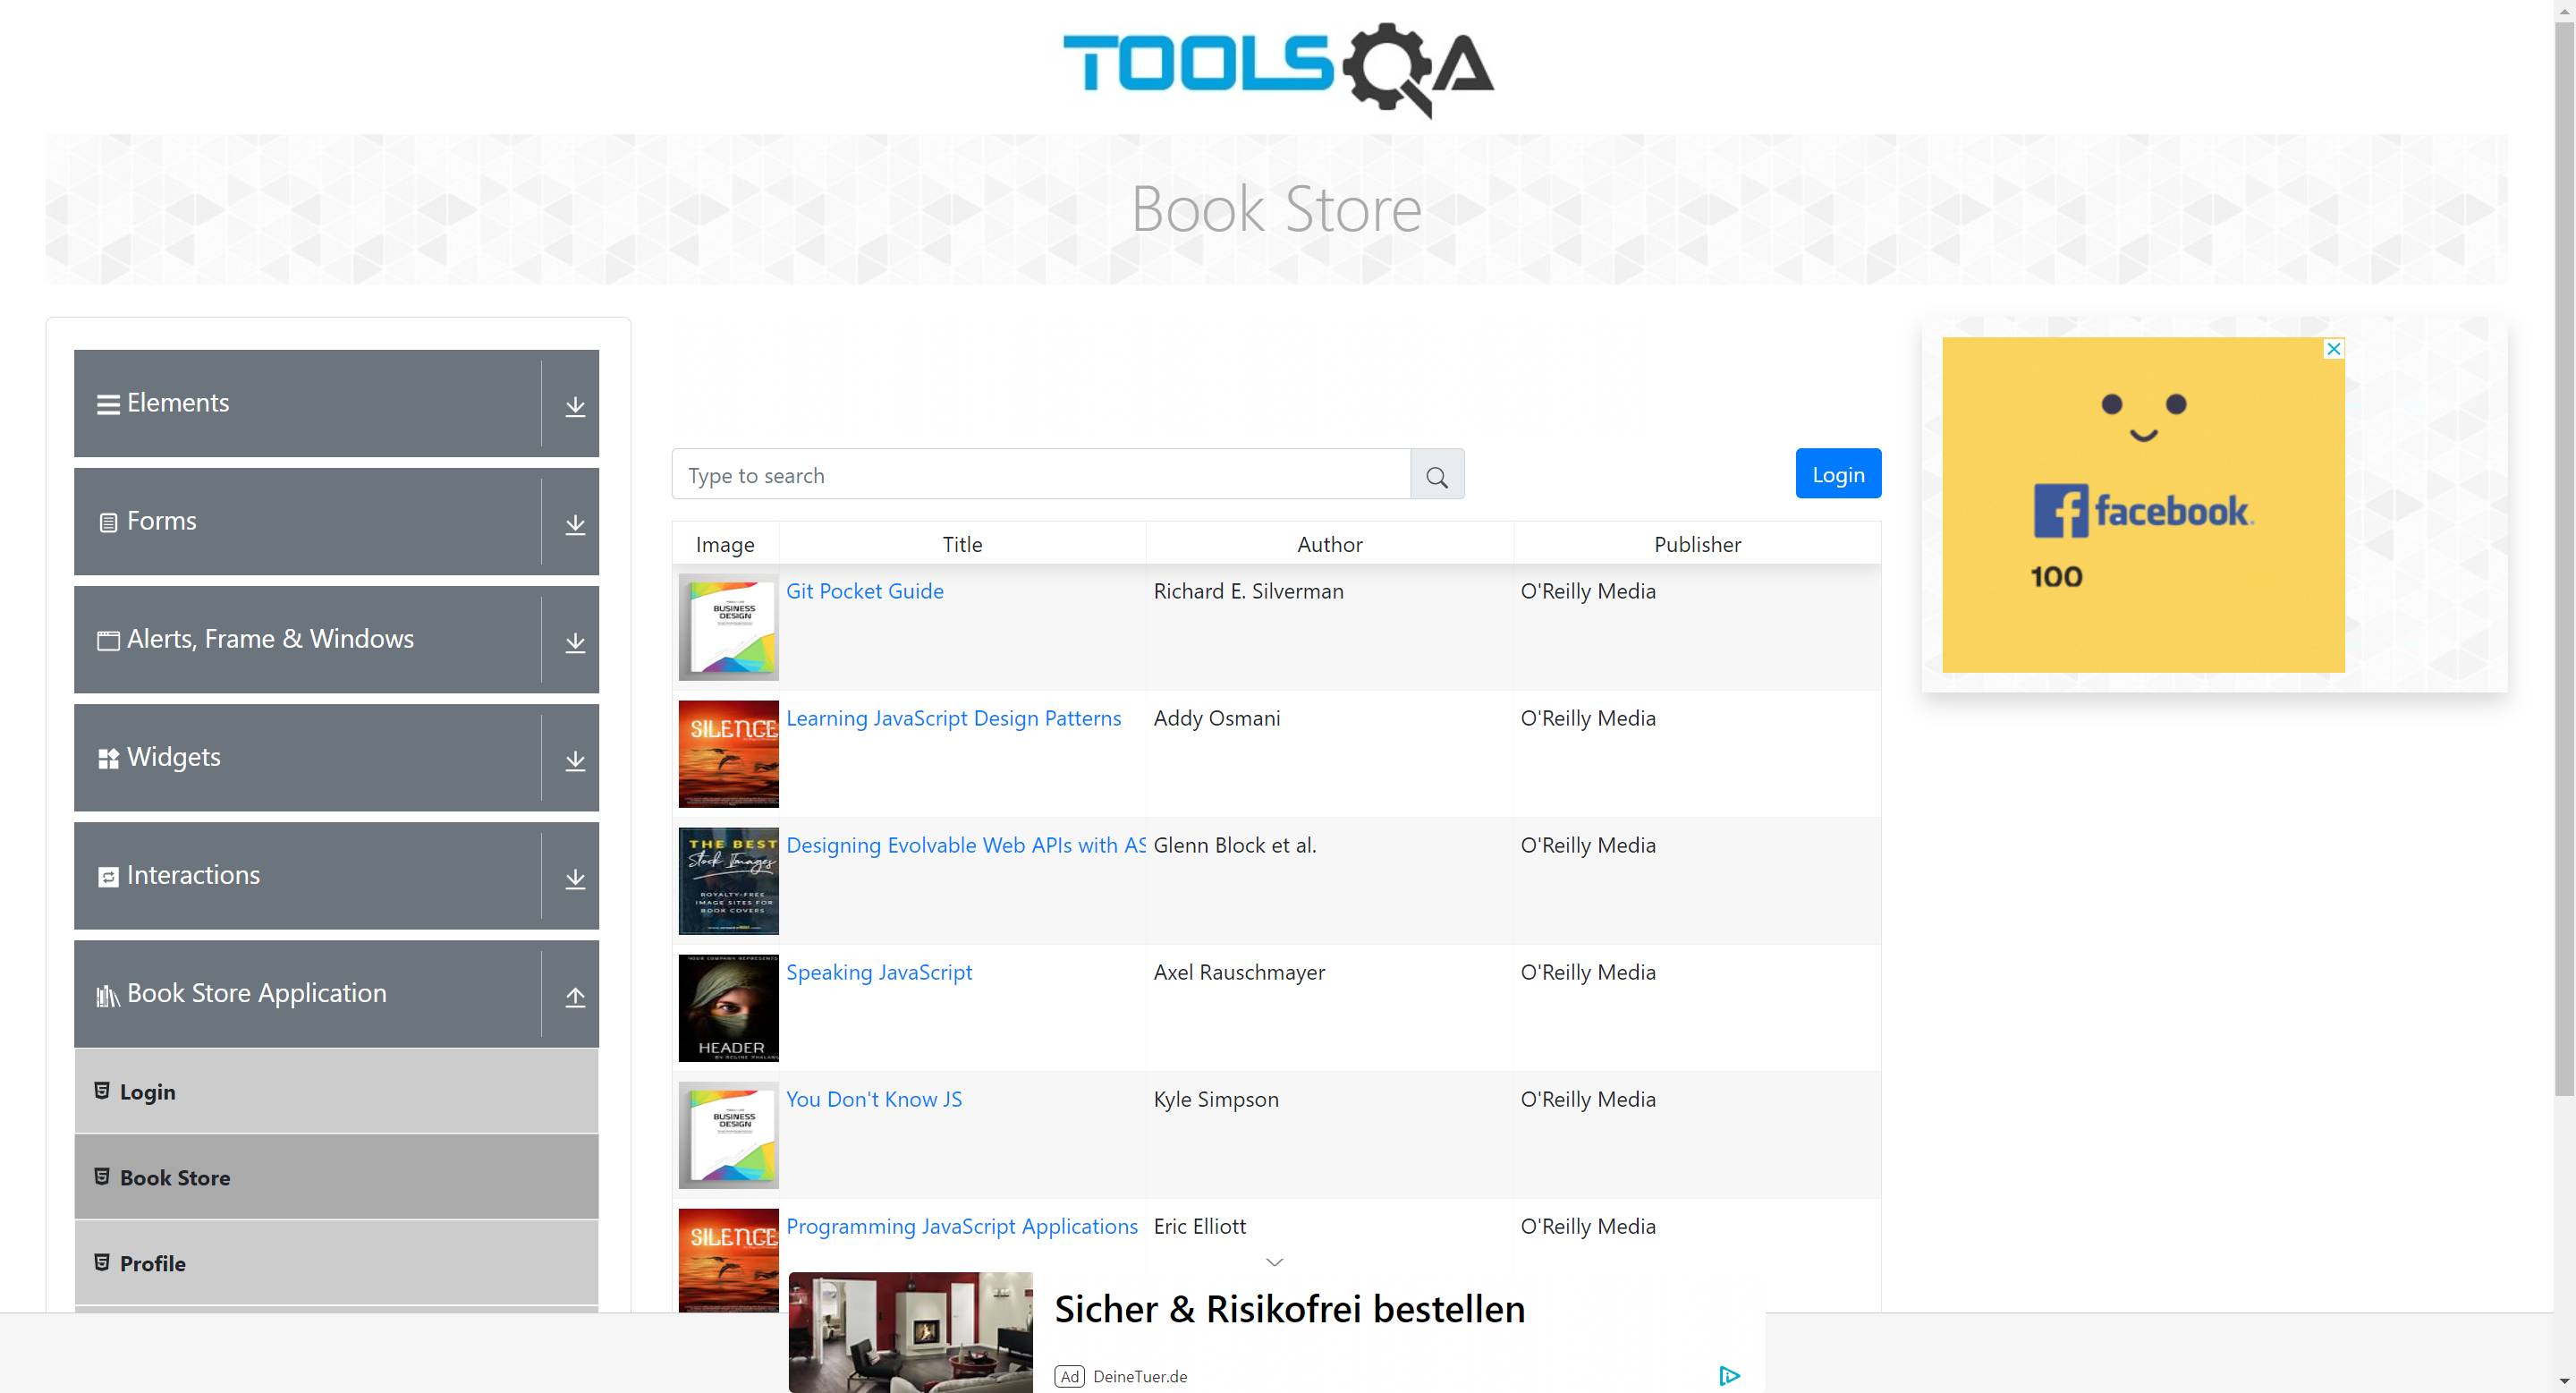 TOOLSQA
Book Store
Elements
Forms
Alerts, Frame & Windows
Widgets
Interactions
Book Store Application
Login
Book Store
Profile
Type to search
Login
Image Title Author Publisher
BUSINESS
DESIGN
Git Pocket Guide Richard E. Silverman O'Reilly Media
SILENCE
Learning JavaScript Design Patterns Addy Osmani O'Reilly Media
THE BEST
Stock Images
ROYALTY-FREE
IMAGE SITES FOR
BOOK COVERS
Designing Evolvable Web APIs with AS Glenn Block et al. O'Reilly Media
YOUR COMPANY REPRESENTS
HEADER
Speaking JavaScript Axel Rauschmayer O'Reilly Media
BUSINESS
DESIGN
You Don't Know JS Kyle Simpson O'Reilly Media
SILENCE
Programming JavaScript Applications Eric Elliott O'Reilly Media
facebook
100
Sicher & Risikofrei bestellen
Ad DeineTuer.de